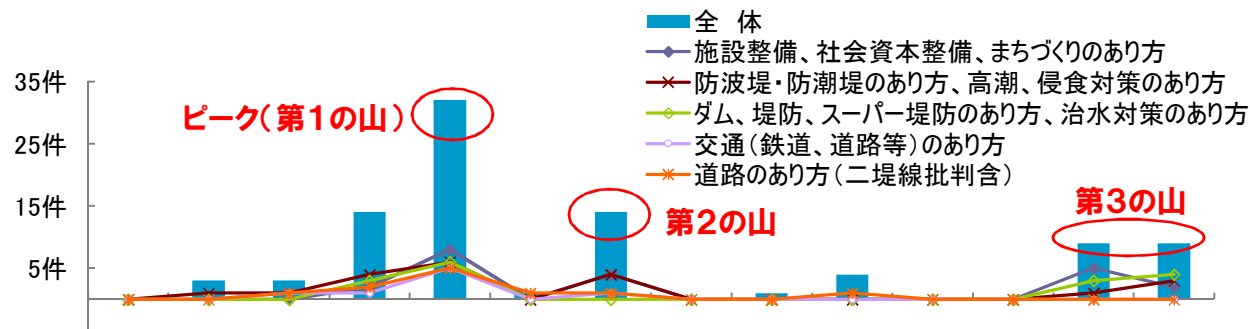 全 体
施設整備、社会資本整備、まちづくりのあり方
防波堤・防潮堤のあり方、高潮、侵食対策のあり方
ダム、堤防、スーパー堤防のあり方、治水対策のあり方
交通(鉄道、道路等)のあり方
道路のあり方(二堤線批判含)
35件
25件
15件
5件
ピーク(第1の山)
第2の山
第3の山